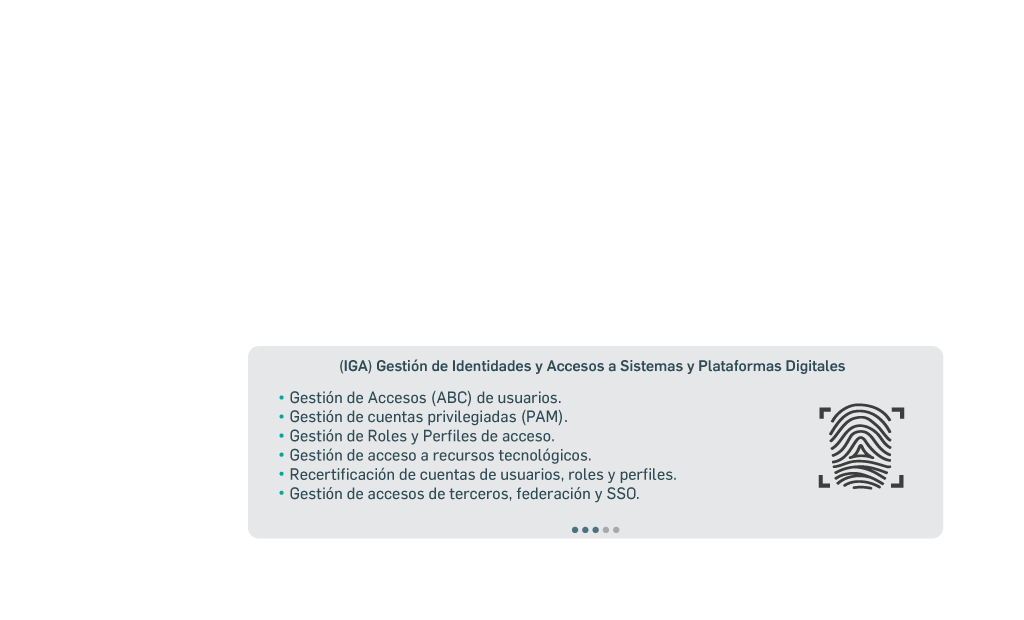 (IGA) Gestión de Identidades y Accesos a Sistemas y Plataformas Digitales
• Gestión de Accesos (ABC) de usuarios.
• Gestión de cuentas privilegiadas (PAM).
• Gestión de Roles y Perfiles de acceso.
• Gestión de acceso a recursos tecnológicos.
• Recertificación de cuentas de usuarios, roles y perfiles.
• Gestión de accesos de terceros, federación y SSO.